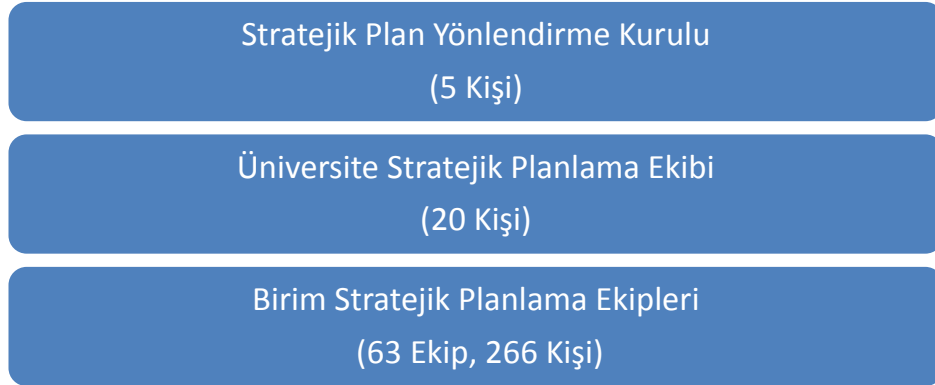 Stratejik Plan Yönlendirme Kurulu
(5 Kişi)
Üniversite Stratejik Planlama Ekibi
(20 Kişi)
Birim Stratejik Planlama Ekipleri
(63 Ekip, 266 Kişi)